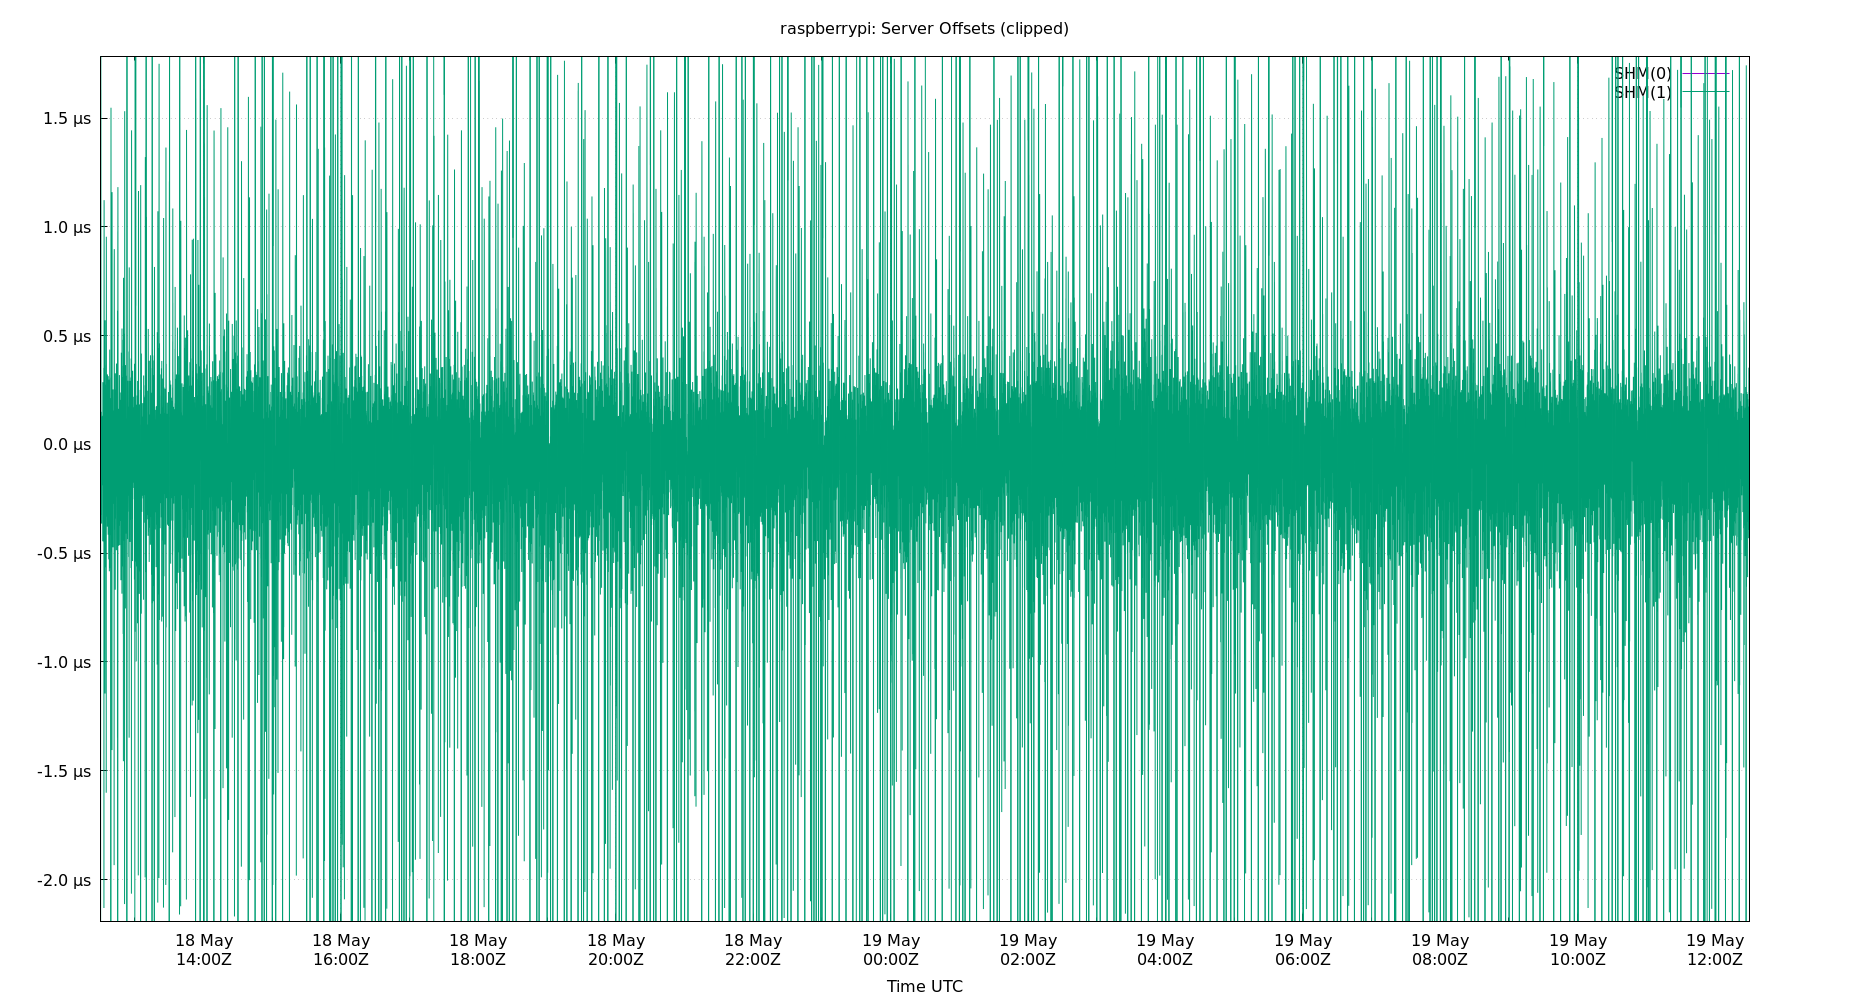 raspberrypi: Server Offsets (clipped)
SHM(0)
SHM(1)
1.5 µs
1.0 µs
0.5 µs
0.0 µs
-0.5 µs
-1.0 µs
-1.5 µs
-2.0 µs
18 May 18 May 18 May 18 May 18 May 19 May 19 May 19 May 19 May 19 May 19 May 19 May
14:00Z 16:00Z 18:00Z 20:00Z 22:00Z 00:00Z 02:00Z 04:00Z 06:00Z 08:00Z 10:00Z 12:00Z
Time UTC